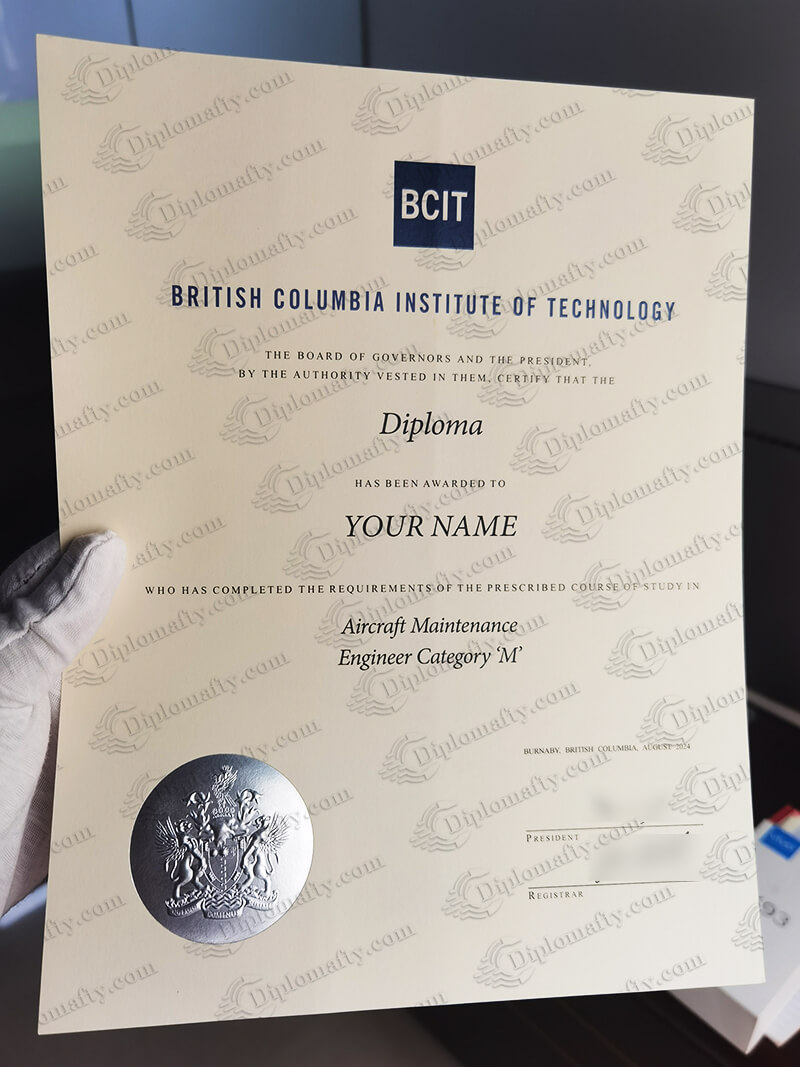 BCIT
BRITISH COLUMBIA INSTITUTE OF TECHNOLOGY
THE BOARD OF GOVERNORS AND THE PRESIDENT,
BY THE AUTHORITY VESTED IN THEM, CERTIFY THAT THE
Diploma
HAS BEEN AWARDED TO
YOUR NAME
WHO HAS COMPLETED THE REQUIREMENTS OF THE PRESCRIBED COURSE OF STUDY IN
Aircraft Maintenance
Engineer Category ‘M’
BURNABY, BRITISH COLUMBIA, AUGUST 2024
PRESIDENT
REGISTRAR
Diplomafty.com